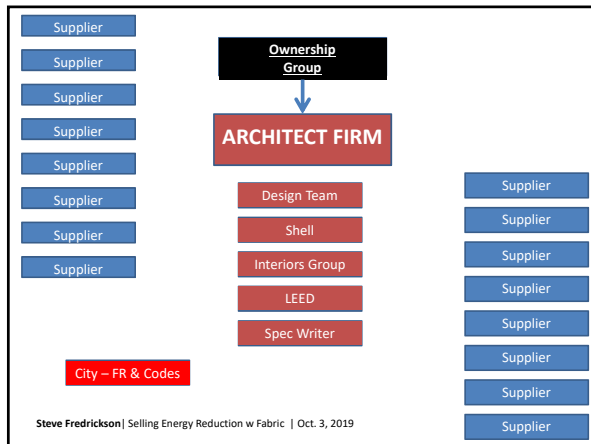 Supplier
Supplier
Supplier
Supplier
Supplier
Supplier
Supplier
Supplier
Ownership
Group
ARCHITECT FIRM
Design Team
Shell
Interiors Group
LEED
Spec Writer
Supplier
Supplier
Supplier
Supplier
Supplier
Supplier
Supplier
Supplier
City – FR & Codes
Steve Fredrickson| Selling Energy Reduction w Fabric | Oct. 3, 2019